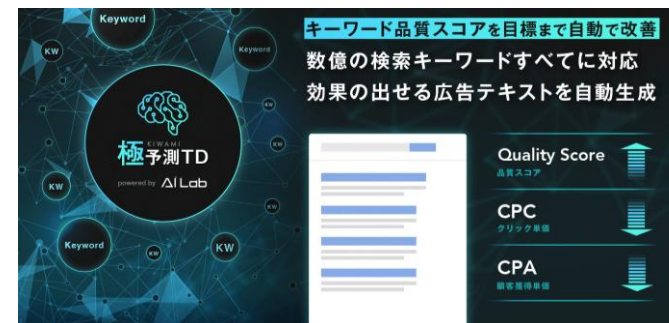 Keyword
KW
Keyword
KW
KIWAMI
極予測TD
powered by AI Lab
KW
KW
KW
Keyword
KW
KW
キーワード品質スコアを目標まで自動で改善
数億の検索キーワードすべてに対応
効果の出せる広告テキストを自動生成
Quality Score
品質スコア
CPC
クリック単価
CPA
顧客獲得単価